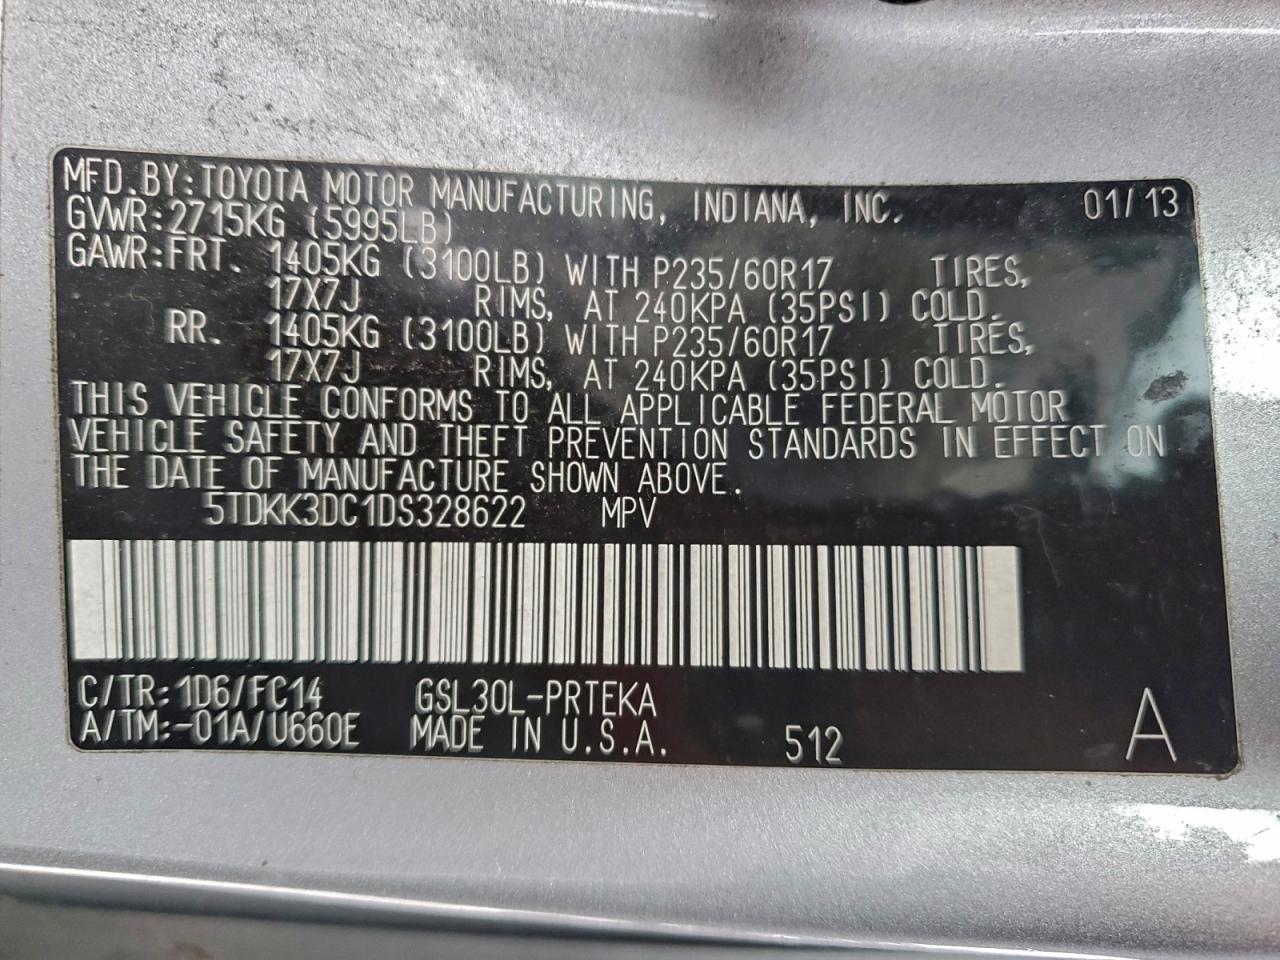 MFD.BY:TOYOTA MOTOR MANUFACTURING, INDIANA, INC. 01/13
GVWR:2715KG (5995LB)
GAWR:FRT. 1405KG (3100LB) WITH P235/60R17 TIRES,
17X7J RIMS, AT 240KPA (35PSI) COLD.
RR. 1405KG (3100LB) WITH P235/60R17 TIRES,
17X7J RIMS, AT 240KPA (35PSI) COLD.
THIS VEHICLE CONFORMS TO ALL APPLICABLE FEDERAL MOTOR
VEHICLE SAFETY AND THEFT PREVENTION STANDARDS IN EFFECT ON
THE DATE OF MANUFACTURE SHOWN ABOVE.
5TDKK3DC1DS328622 MPV
C/TR:1D6/FC14 GSL30L-PRTEKA
A/TM:-01A/U660E MADE IN U.S.A. 512 A